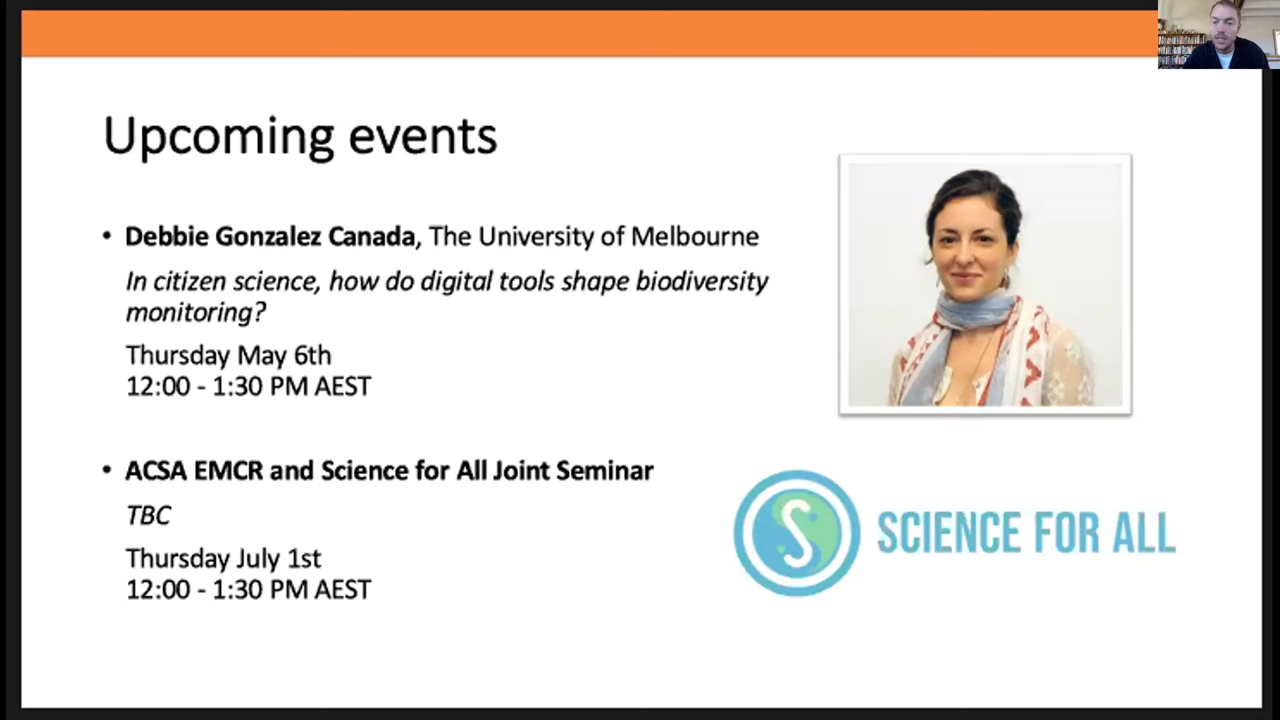 Upcoming events
• Debbie Gonzalez Canada, The University of Melbourne
In citizen science, how do digital tools shape biodiversity
monitoring?
Thursday May 6th
12:00 - 1:30 PM AEST
• ACSA EMCR and Science for All Joint Seminar
TBC
Thursday July 1st
12:00 - 1:30 PM AEST
SCIENCE FOR ALL